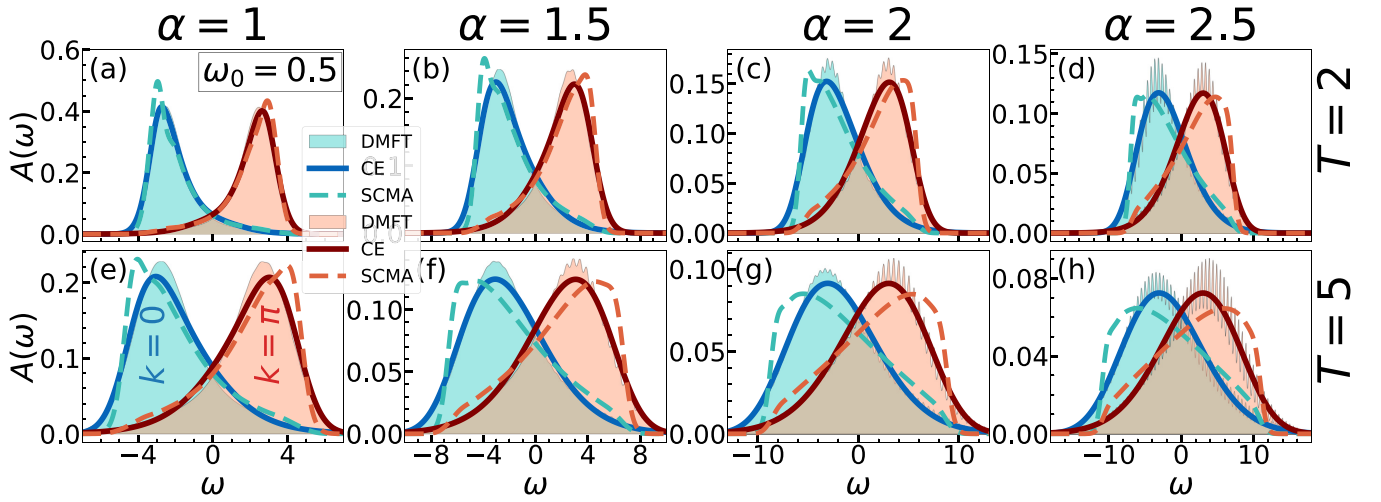 α = 1 α = 1.5 α = 2 α = 2.5
(a) ω₀ = 0.5 (b) (c) (d)
A(ω) 0.6 0.4 0.2 0.0
0.2 0.1 0.0
0.15 0.10 0.05 0.00
0.15 0.10 0.05 0.00
T = 2
DMFT
CE
SCMA
DMFT
CE
SCMA
(e) (f) (g) (h)
k = 0 k = π
A(ω) 0.2 0.1 0.0
0.10 0.05 0.00
0.10 0.05 0.00
0.08 0.04 0.00
T = 5
−4 0 4 −8 −4 0 4 8 −10 0 10 −10 0 10
ω ω ω ω